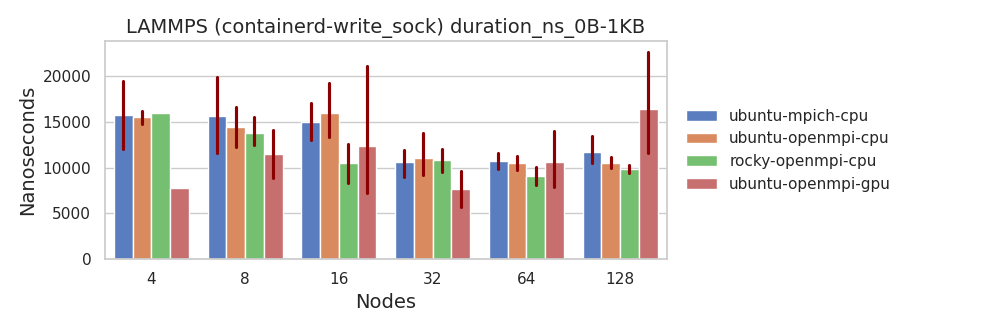 LAMMPS (containerd-write_sock) duration_ns_0B-1KB
Nanoseconds
20000
15000
10000
5000
0
4 8 16 32 64 128
Nodes
ubuntu-mpich-cpu
ubuntu-openmpi-cpu
rocky-openmpi-cpu
ubuntu-openmpi-gpu